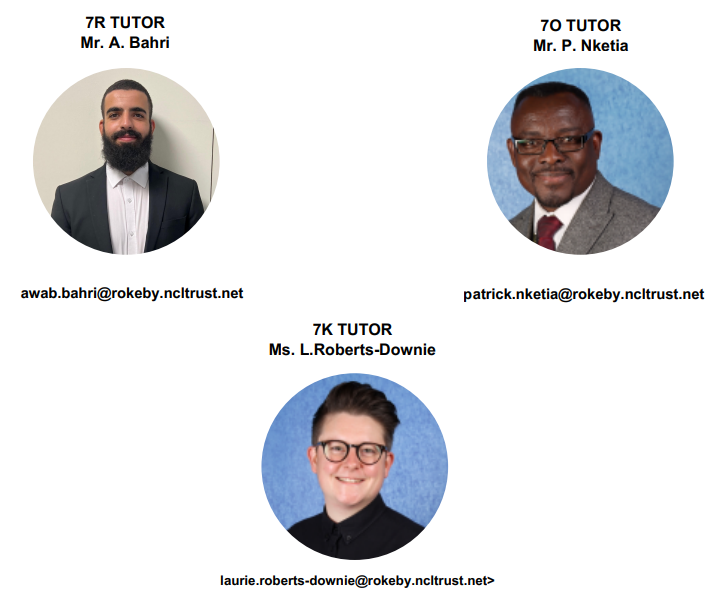 7R TUTOR
Mr. A. Bahri
7O TUTOR
Mr. P. Nketia
awab.bahri@rokeby.ncltrust.net
patrick.nketia@rokeby.ncltrust.net
7K TUTOR
Ms. L.Roberts-Downie
laurie.roberts-downie@rokeby.ncltrust.net>